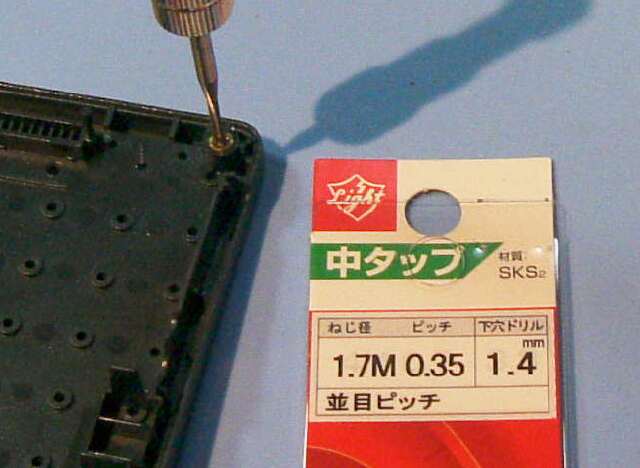 Light
中タップ
材質
SKS2
ねじ径 ピッチ 下穴ドリル
mm
1.7M 0.35 1.4
並目ピッチ